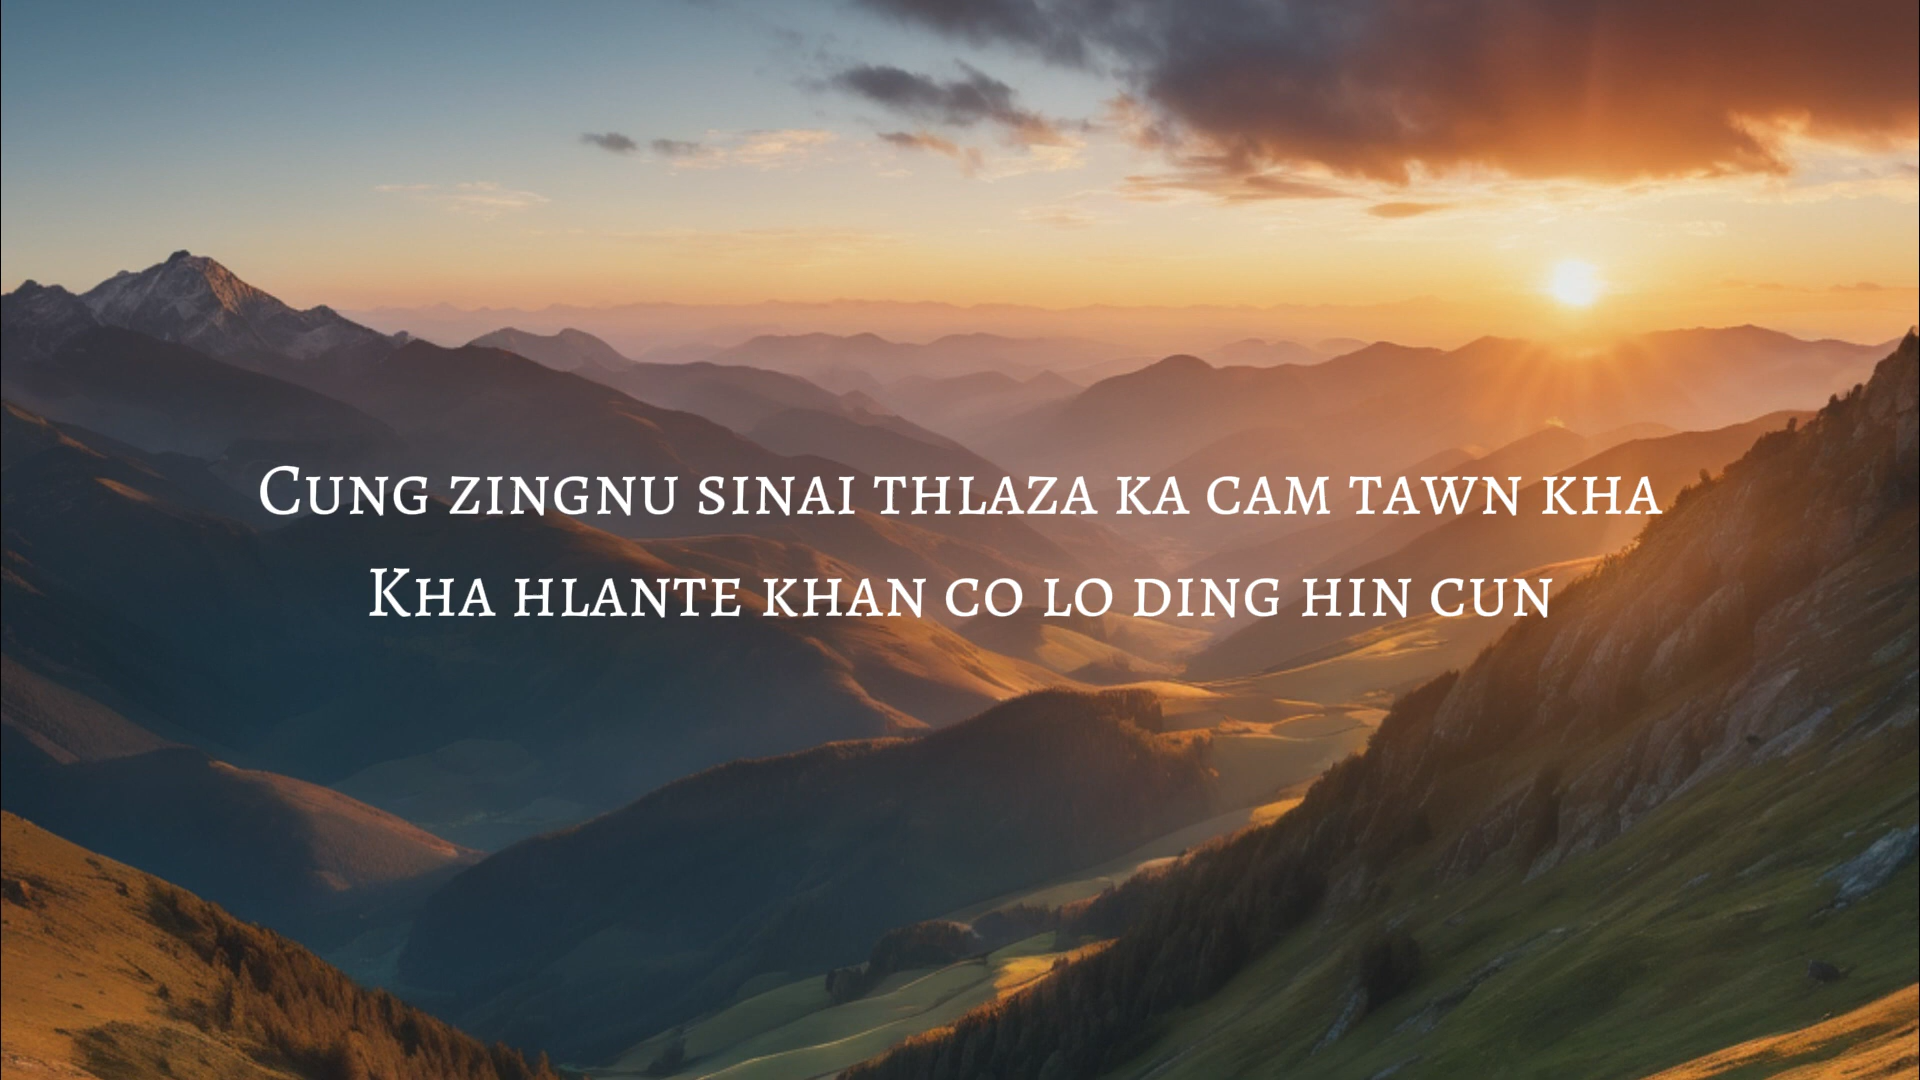 Cung zingnu sinai thlaza ka cam tawn kha
Kha hlante khan co lo ding hin cun